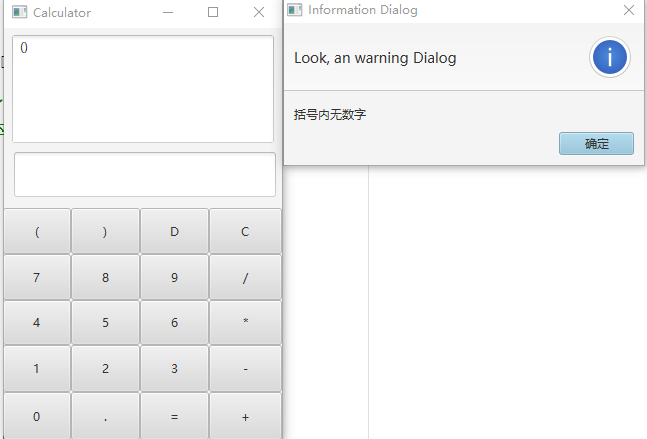 Calculator
()
( ) D C
7 8 9 /
4 5 6 *
1 2 3 -
0 . = +
Information Dialog
Look, an warning Dialog
括号内无数字
确定